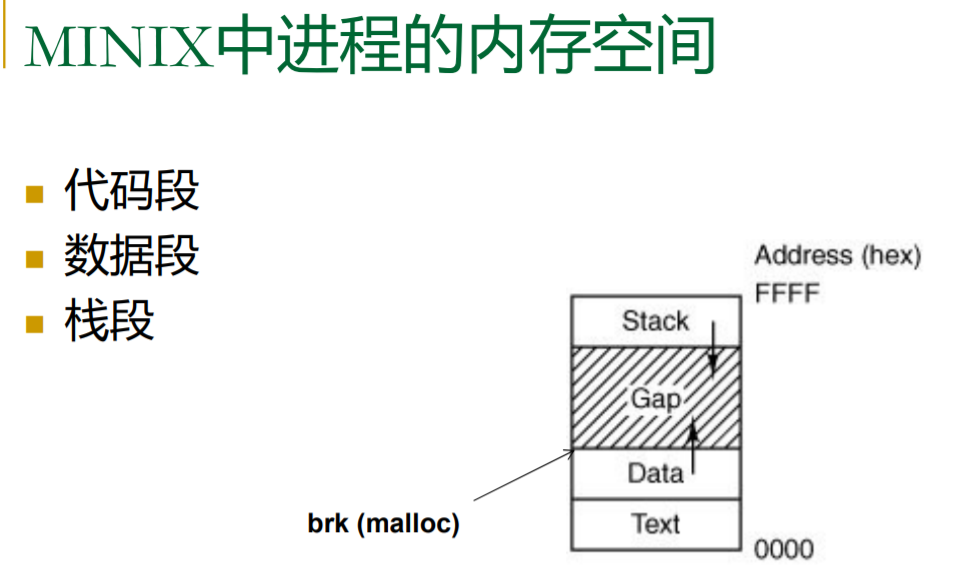 MINIX中进程的内存空间
代码段
数据段
栈段
Address (hex)
FFFF
Stack
Gap
brk (malloc)
Data
Text
0000